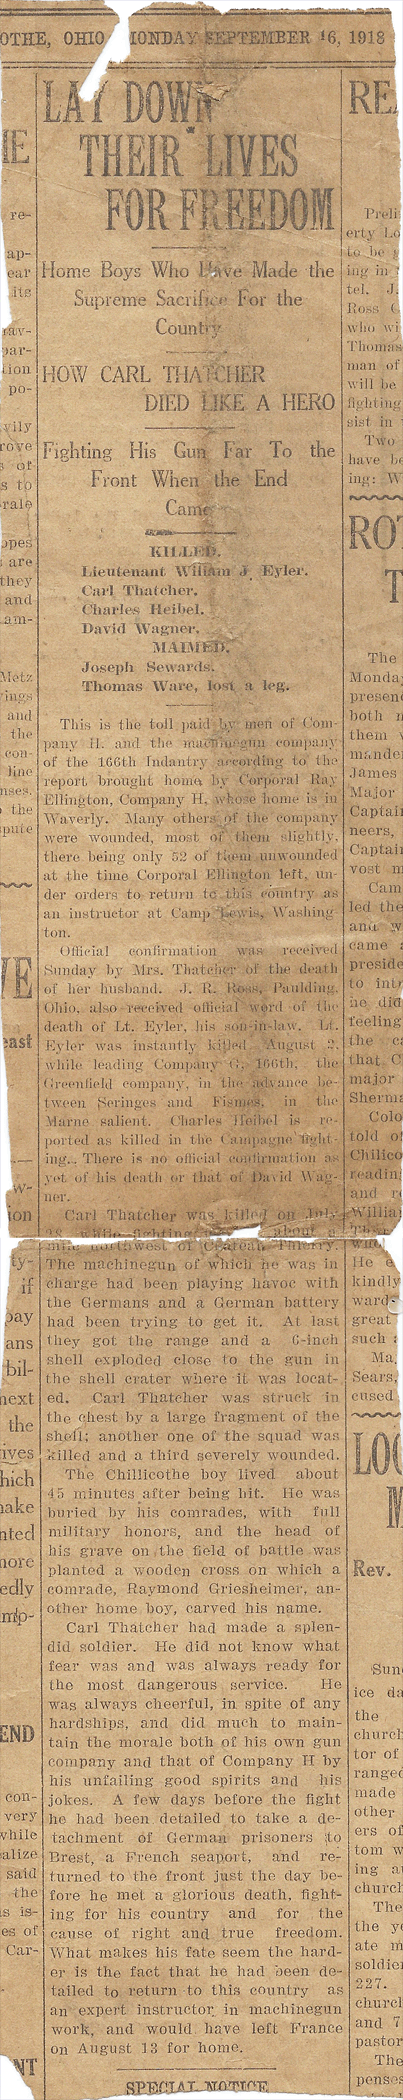 OTHE, OHIO MONDAY SEPTEMBER 16, 1918
LAY DOWN
THEIR LIVES
FOR FREEDOM
Home Boys Who Have Made the
Supreme Sacrifice For the
Country
HOW CARL THATCHER
DIED LIKE A HERO
Fighting His Gun Far To the
Front When the End
Came
KILLED.
Lieutenant William J. Eyler.
Carl Thatcher.
Charles Heibel.
David Wagner.
MAIMED.
Joseph Sewards.
Thomas Ware, lost a leg.
This is the toll paid by men of Com-
pany H. and the machinegun company
of the 166th Indantry according to the
report brought home by Corporal Ray
Ellington, Company H, whose home is in
Waverly. Many others of the company
were wounded, most of them slightly,
there being only 52 of them unwounded
at the time Corporal Ellington left, un-
der orders to return to this country as
an instructor at Camp Lewis, Washing
ton.
Official confirmation was received
Sunday by Mrs. Thatcher of the death
of her husband. J. R. Ross, Paulding,
Ohio, also received official word of the
death of Lt. Eyler, his son-in-law. Lt.
Eyler was instantly killed August 2,
while leading Company G, 166th, the
Greenfield company, in the advance be-
tween Seringes and Fismes, in the
Marne salient. Charles Heibel is re-
ported as killed in the Campagne fight-
ing.. There is no official confirmation as
yet of his death or that of David Wag-
ner.
Carl Thatcher was killed on July
28 while fighting about a
mile northwest of Chateau Thierry.
The machinegun of which he was in
charge had been playing havoc with
the Germans and a German battery
had been trying to get it. At last
they got the range and a 6-inch
shell exploded close to the gun in
the shell crater where it was locat-
ed. Carl Thatcher was struck in
the chest by a large fragment of the
shell; another one of the squad was
killed and a third severely wounded.
The Chillicothe boy lived about
45 minutes after being hit. He was
buried by his comrades, with full
military honors, and the head of
his grave on the field of battle was
planted a wooden cross on which a
comrade, Raymond Griesheimer, an-
other home boy, carved his name.
Carl Thatcher had made a splen-
did soldier. He did not know what
fear was and was always ready for
the most dangerous service. He
was always cheerful, in spite of any
hardships, and did much to main-
tain the morale both of his own gun
company and that of Company H by
his unfailing good spirits and his
jokes. A few days before the fight
he had been detailed to take a de-
tachment of German prisoners to
Brest, a French seaport, and re-
turned to the front just the day be-
fore he met a glorious death, fight-
ing for his country and for the
cause of right and true freedom.
What makes his fate seem the hard-
er is the fact that he had been de-
tailed to return to this country as
an expert instructor in machinegun
work, and would have left France
on August 13 for home.
SPECIAL NOTICE